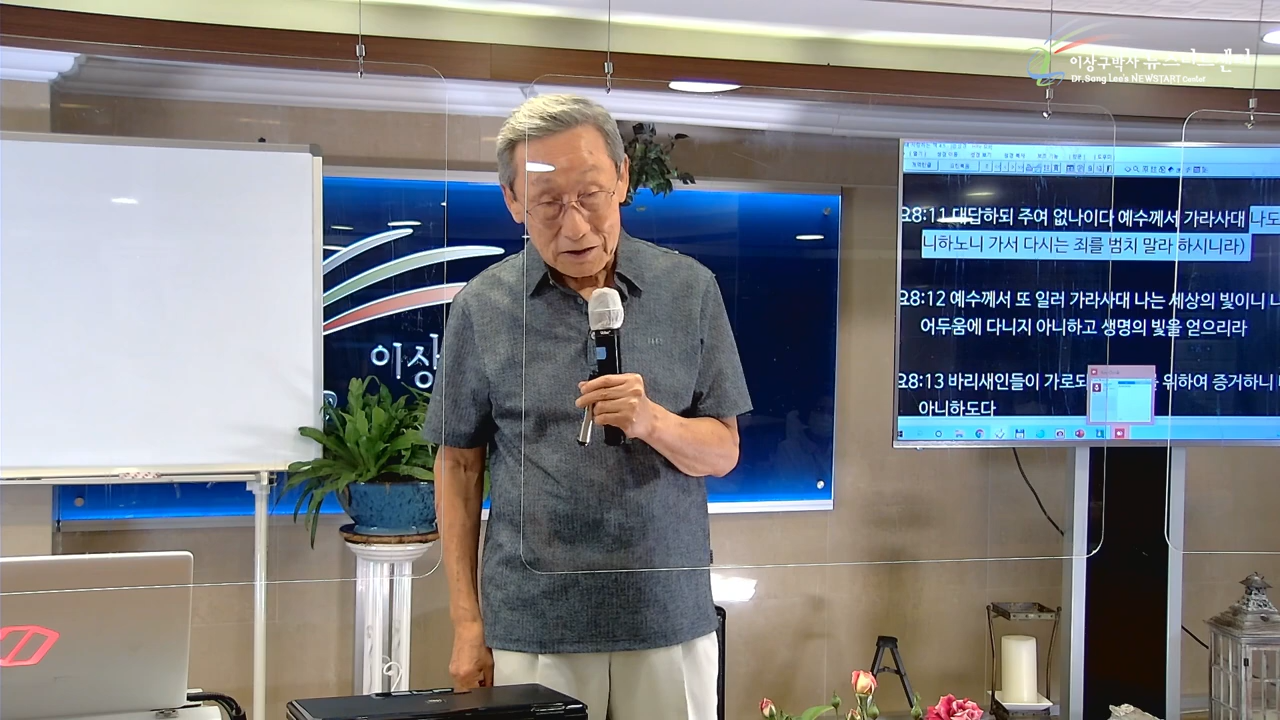 이상구박사 뉴스타트센터
Dr. Sang Lee's NEWSTART Center
요8:11 대답하되 주여 없나이다 예수께서 가라사대 나도
니하노니 가서 다시는 죄를 범치 말라 하시니라)
요8:12 예수께서 또 일러 가라사대 나는 세상의 빛이니
어두움에 다니지 아니하고 생명의 빛을 얻으리라
요8:13 바리새인들이 가로되 위하여 증거하니
아니하도다
이상